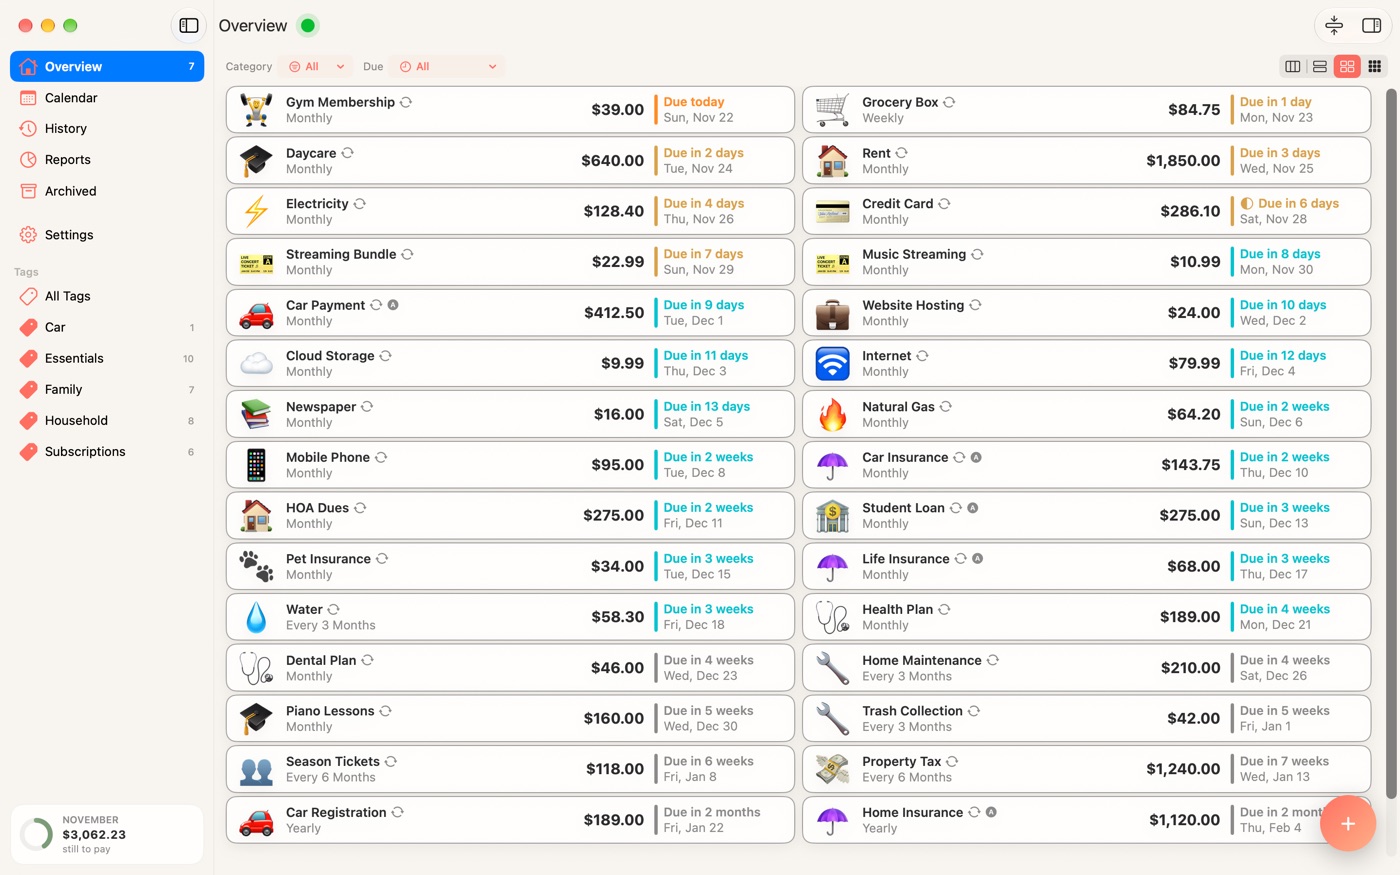 Overview
Category All Due All
Overview 7
Calendar
History
Reports
Archived
Settings
Tags
All Tags
Car 1
Essentials 10
Family 7
Household 8
Subscriptions 6
NOVEMBER
$3,062.23
still to pay
Gym Membership $39.00 Due today
Monthly Sun, Nov 22
Grocery Box $84.75 Due in 1 day
Weekly Mon, Nov 23
Daycare $640.00 Due in 2 days
Monthly Tue, Nov 24
Rent $1,850.00 Due in 3 days
Monthly Wed, Nov 25
Electricity $128.40 Due in 4 days
Monthly Thu, Nov 26
Credit Card $286.10 Due in 6 days
Monthly Sat, Nov 28
Streaming Bundle $22.99 Due in 7 days
Monthly Sun, Nov 29
Music Streaming $10.99 Due in 8 days
Monthly Mon, Nov 30
Car Payment A $412.50 Due in 9 days
Monthly Tue, Dec 1
Website Hosting $24.00 Due in 10 days
Monthly Wed, Dec 2
Cloud Storage $9.99 Due in 11 days
Monthly Thu, Dec 3
Internet $79.99 Due in 12 days
Monthly Fri, Dec 4
Newspaper $16.00 Due in 13 days
Monthly Sat, Dec 5
Natural Gas $64.20 Due in 2 weeks
Monthly Sun, Dec 6
Mobile Phone $95.00 Due in 2 weeks
Monthly Tue, Dec 8
Car Insurance A $143.75 Due in 2 weeks
Monthly Thu, Dec 10
HOA Dues $275.00 Due in 2 weeks
Monthly Fri, Dec 11
Student Loan A $275.00 Due in 3 weeks
Monthly Sun, Dec 13
Pet Insurance $34.00 Due in 3 weeks
Monthly Tue, Dec 15
Life Insurance A $68.00 Due in 3 weeks
Monthly Thu, Dec 17
Water $58.30 Due in 3 weeks
Every 3 Months Fri, Dec 18
Health Plan $189.00 Due in 4 weeks
Monthly Mon, Dec 21
Dental Plan $46.00 Due in 4 weeks
Monthly Wed, Dec 23
Home Maintenance $210.00 Due in 4 weeks
Every 3 Months Sat, Dec 26
Piano Lessons $160.00 Due in 5 weeks
Monthly Wed, Dec 30
Trash Collection $42.00 Due in 5 weeks
Every 3 Months Fri, Jan 1
Season Tickets $118.00 Due in 6 weeks
Every 6 Months Fri, Jan 8
Property Tax $1,240.00 Due in 7 weeks
Every 6 Months Wed, Jan 13
Car Registration $189.00 Due in 2 months
Yearly Fri, Jan 22
Home Insurance A $1,120.00 Due in 2
Yearly Thu, Feb 4